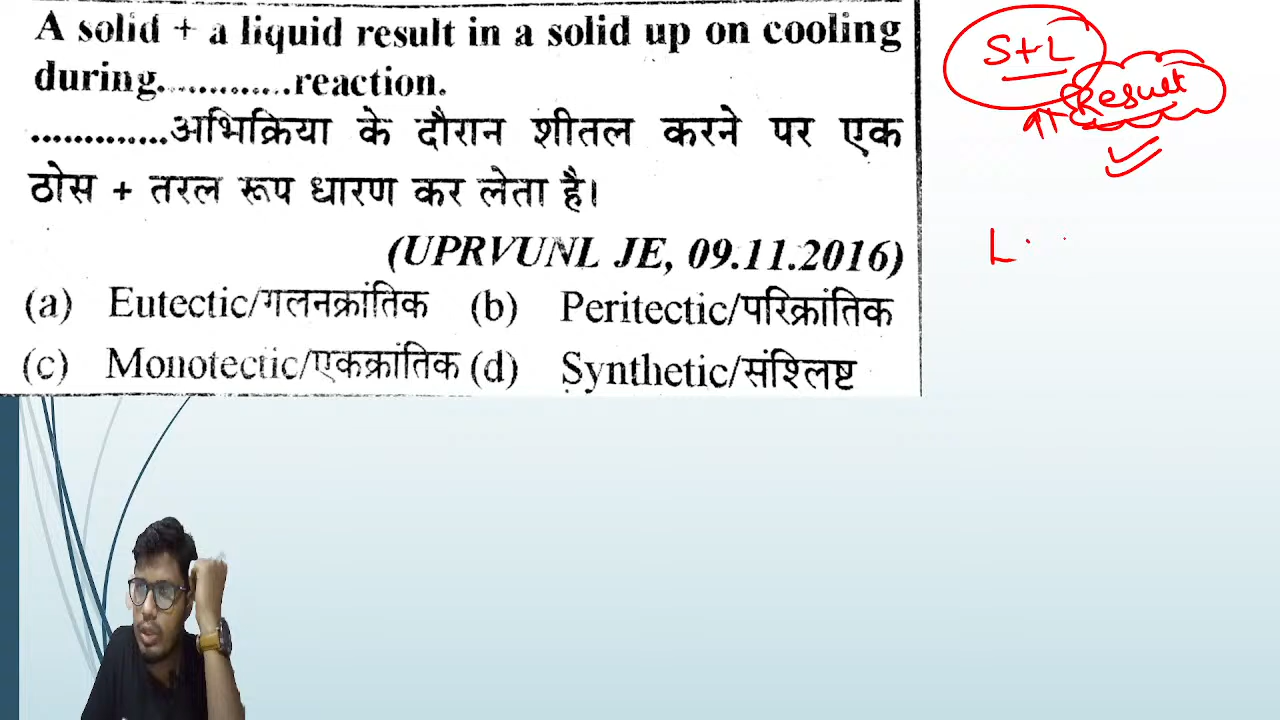 A solid + a liquid result in a solid up on cooling
during.............reaction.
..............अभिक्रिया के दौरान शीतल करने पर एक
ठोस + तरल रूप धारण कर लेता है।
(UPRVUNL JE, 09.11.2016)
(a) Eutectic/गलनक्रांतिक (b) Peritectic/परिक्रांतिक
(c) Monotectic/एकक्रांतिक (d) Synthetic/संश्लिष्ट
S+L
Result
L